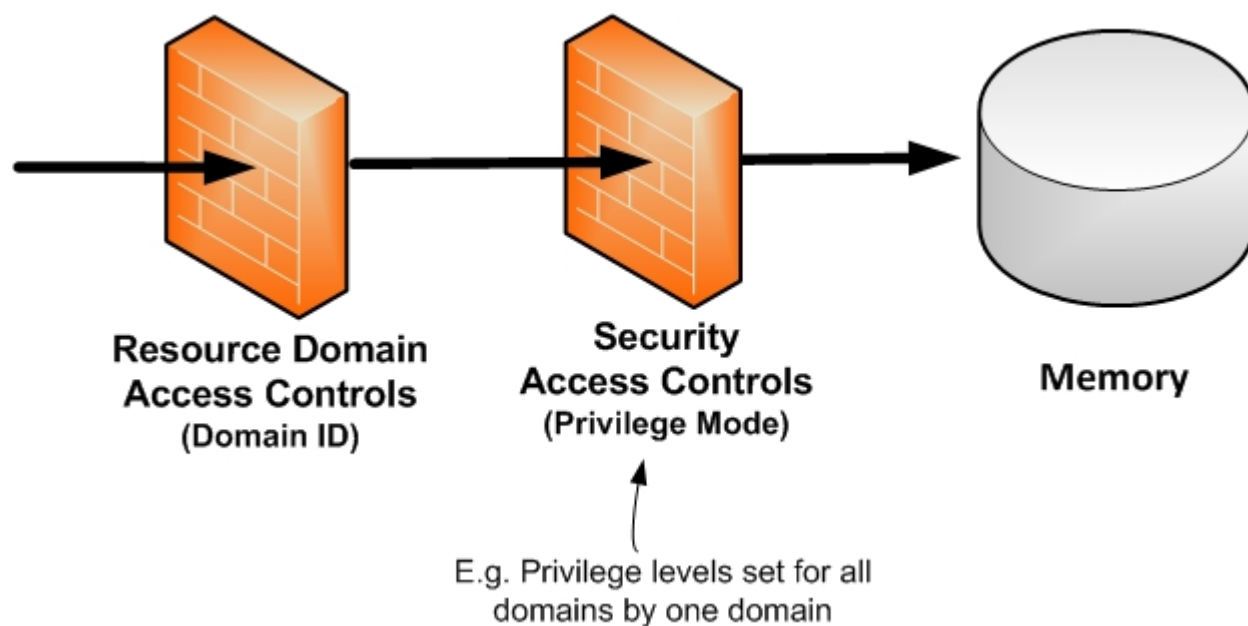 Resource Domain
Access Controls
(Domain ID)
Security
Access Controls
(Privilege Mode)
Memory
E.g. Privilege levels set for all
domains by one domain